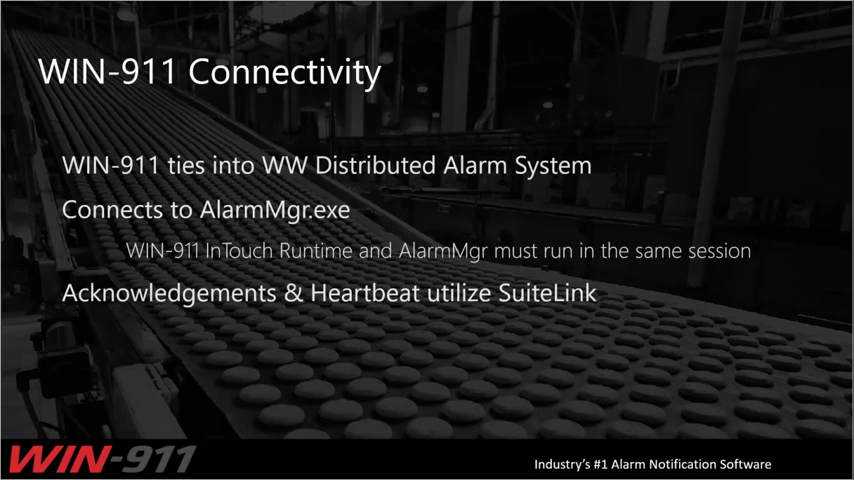 WIN-911 Connectivity
WIN-911 ties into WW Distributed Alarm System
Connects to AlarmMgr.exe
WIN-911 InTouch Runtime and AlarmMgr must run in the same session
Acknowledgements & Heartbeat utilize SuiteLink
WIN-911
Industry's #1 Alarm Notification Software